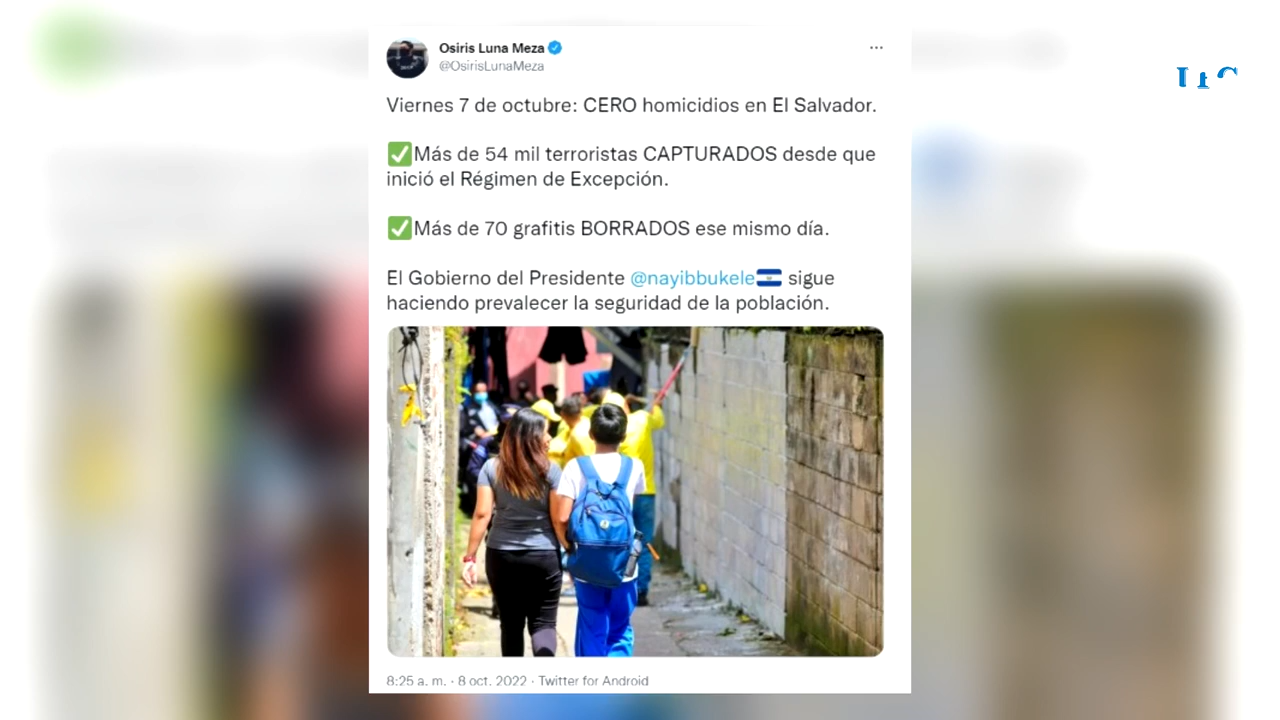 Osiris Luna Meza
@OsirisLunaMeza
Viernes 7 de octubre: CERO homicidios en El Salvador.
✅Más de 54 mil terroristas CAPTURADOS desde que
inició el Régimen de Excepción.
✅Más de 70 grafitis BORRADOS ese mismo día.
El Gobierno del Presidente @nayibbukele🇸🇻 sigue
haciendo prevalecer la seguridad de la población.
8:25 a. m. · 8 oct. 2022 · Twitter for Android